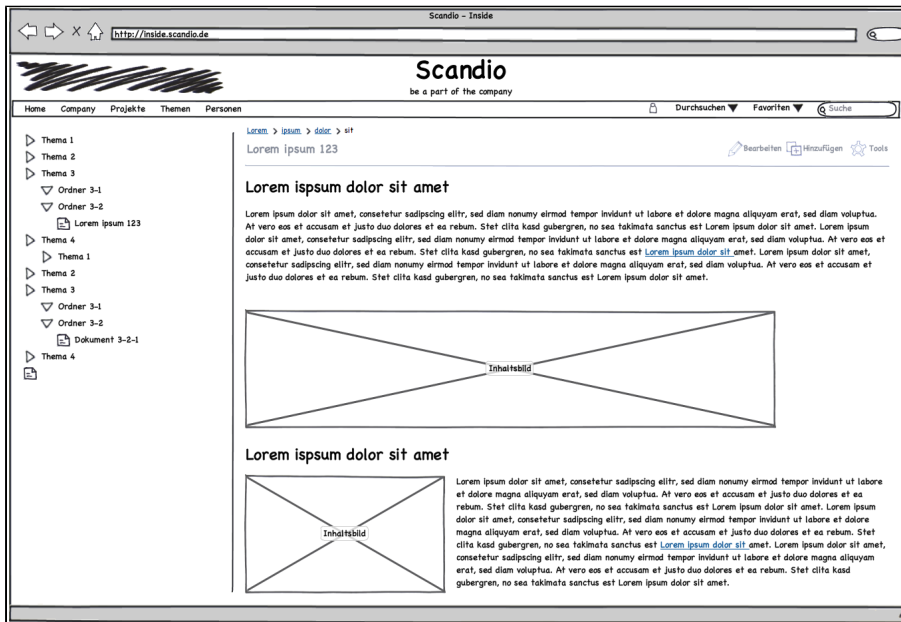 Scandio - Inside
http://inside.scandio.de
Scandio
be a part of the company
Home Company Projekte Themen Personen Durchsuchen Favoriten Suche
Lorem > ipsum > dolor > sit
Lorem ipsum 123
Bearbeiten Hinzufügen Tools
Thema 1
Thema 2
Thema 3
Ordner 3-1
Ordner 3-2
Lorem ipsum 123
Thema 4
Thema 1
Thema 2
Thema 3
Ordner 3-1
Ordner 3-2
Dokument 3-2-1
Thema 4
Lorem ispsum dolor sit amet
Lorem ipsum dolor sit amet, consetetur sadipscing elitr, sed diam nonumy eirmod tempor invidunt ut labore et dolore magna aliquyam erat, sed diam voluptua.
At vero eos et accusam et justo duo dolores et ea rebum. Stet clita kasd gubergren, no sea takimata sanctus est Lorem ipsum dolor sit amet. Lorem ipsum
dolor sit amet, consetetur sadipscing elitr, sed diam nonumy eirmod tempor invidunt ut labore et dolore magna aliquyam erat, sed diam voluptua. At vero eos et
accusam et justo duo dolores et ea rebum. Stet clita kasd gubergren, no sea takimata sanctus est Lorem ipsum dolor sit amet. Lorem ipsum dolor sit amet,
consetetur sadipscing elitr, sed diam nonumy eirmod tempor invidunt ut labore et dolore magna aliquyam erat, sed diam voluptua. At vero eos et accusam et
justo duo dolores et ea rebum. Stet clita kasd gubergren, no sea takimata sanctus est Lorem ipsum dolor sit amet.
Inhaltsbild
Lorem ispsum dolor sit amet
Inhaltsbild
Lorem ipsum dolor sit amet, consetetur sadipscing elitr, sed diam nonumy eirmod tempor invidunt ut labore
et dolore magna aliquyam erat, sed diam voluptua. At vero eos et accusam et justo duo dolores et ea
rebum. Stet clita kasd gubergren, no sea takimata sanctus est Lorem ipsum dolor sit amet. Lorem ipsum
dolor sit amet, consetetur sadipscing elitr, sed diam nonumy eirmod tempor invidunt ut labore et dolore
magna aliquyam erat, sed diam voluptua. At vero eos et accusam et justo duo dolores et ea rebum. Stet
clita kasd gubergren, no sea takimata sanctus est Lorem ipsum dolor sit amet. Lorem ipsum dolor sit amet,
consetetur sadipscing elitr, sed diam nonumy eirmod tempor invidunt ut labore et dolore magna aliquyam
erat, sed diam voluptua. At vero eos et accusam et justo duo dolores et ea rebum. Stet clita kasd
gubergren, no sea takimata sanctus est Lorem ipsum dolor sit amet.